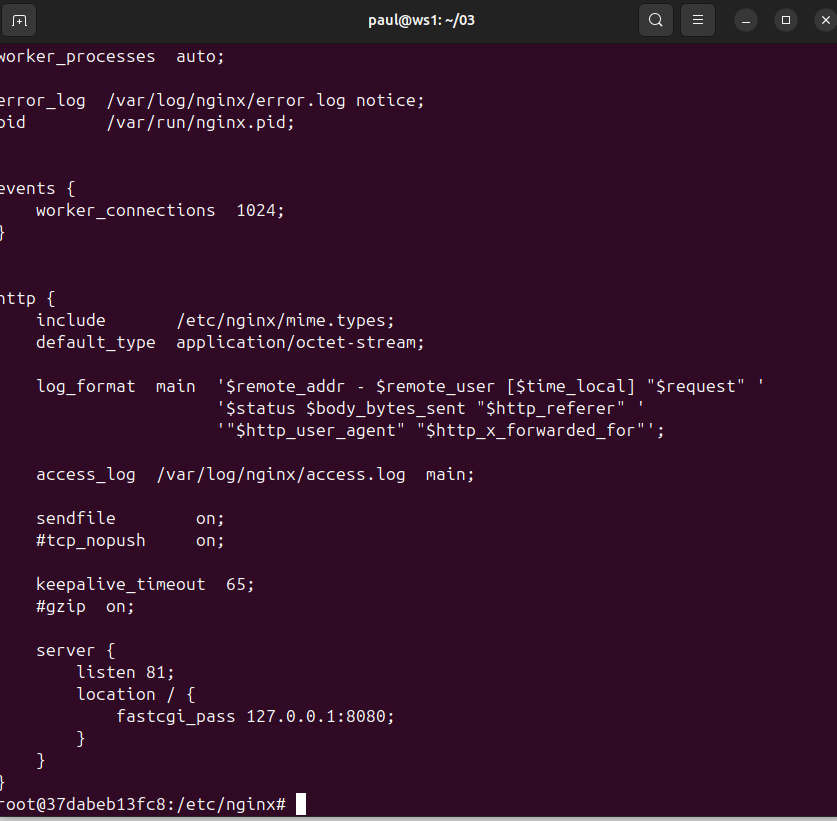 paul@ws1: ~/03
worker_processes  auto;
error_log  /var/log/nginx/error.log notice;
pid        /var/run/nginx.pid;
events {
    worker_connections  1024;
}
http {
    include       /etc/nginx/mime.types;
    default_type  application/octet-stream;
    log_format  main  '$remote_addr - $remote_user [$time_local] "$request" '
                      '$status $body_bytes_sent "$http_referer" '
                      '"$http_user_agent" "$http_x_forwarded_for"';
    access_log  /var/log/nginx/access.log  main;
    sendfile        on;
    #tcp_nopush     on;
    keepalive_timeout  65;
    #gzip  on;
    server {
        listen 81;
        location / {
            fastcgi_pass 127.0.0.1:8080;
        }
    }
}
root@37dabeb13fc8:/etc/nginx#